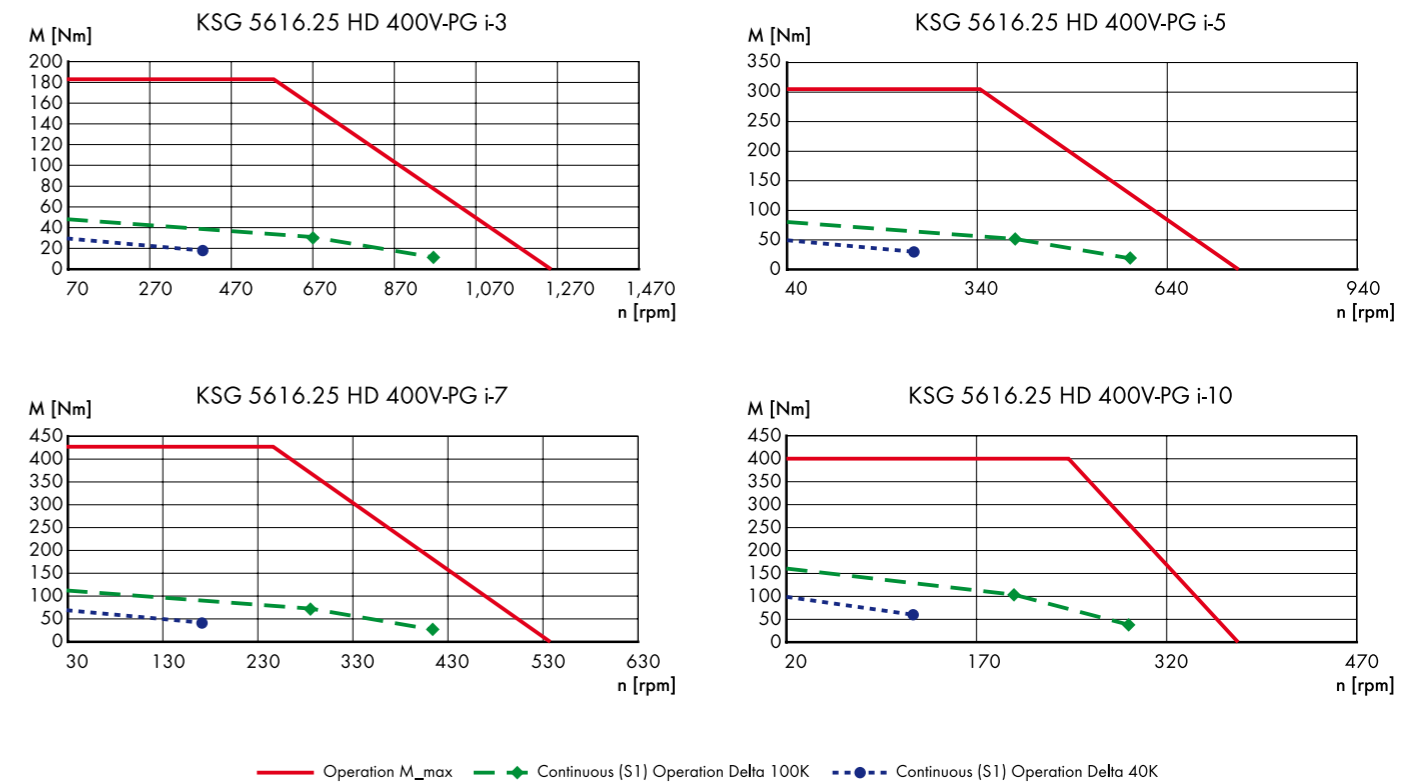 KSG 5616.25 HD 400V-PG i-3
M [Nm]
200
180
160
140
120
100
80
60
40
20
0
70 270 470 670 870 1,070 1,270 1,470
n [rpm]
KSG 5616.25 HD 400V-PG i-5
M [Nm]
350
300
250
200
150
100
50
0
40 340 640 940
n [rpm]
KSG 5616.25 HD 400V-PG i-7
M [Nm]
450
400
350
300
250
200
150
100
50
0
30 130 230 330 430 530 630
n [rpm]
KSG 5616.25 HD 400V-PG i-10
M [Nm]
450
400
350
300
250
200
150
100
50
0
20 170 320 470
n [rpm]
Operation M_max Continuous (S1) Operation Delta 100K Continuous (S1) Operation Delta 40K